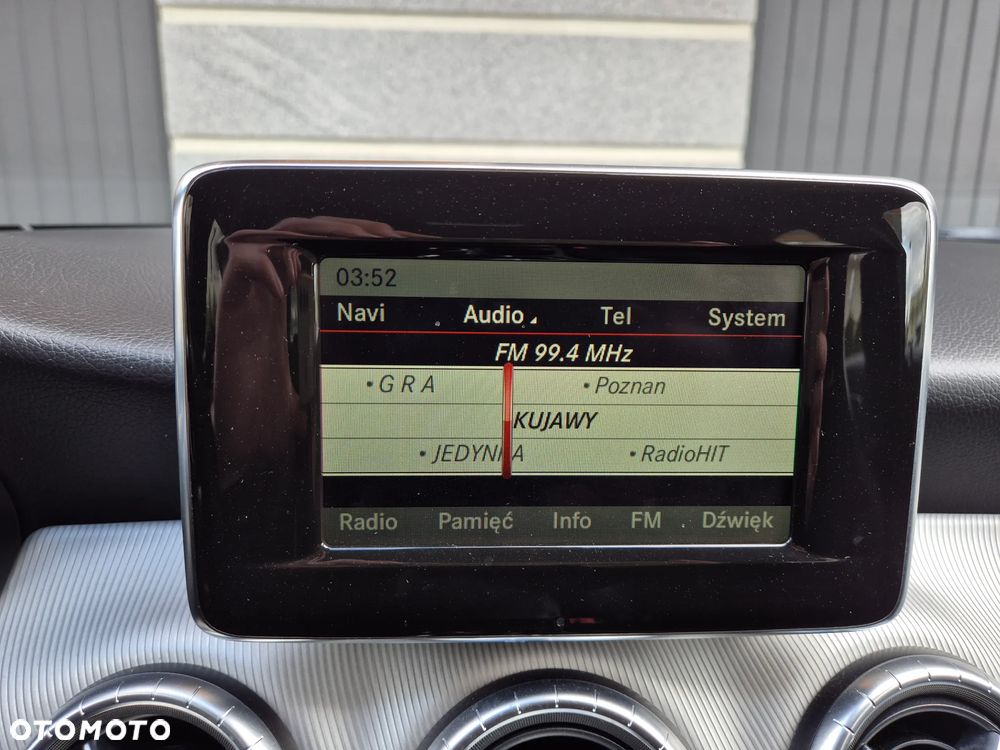 03:52
Navi Audio Tel System
FM 99.4 MHz
• G R A • Poznan
KUJAWY
• JEDYNKA • RadioHIT
Radio Pamięć Info FM Dźwięk
OTOMOTO